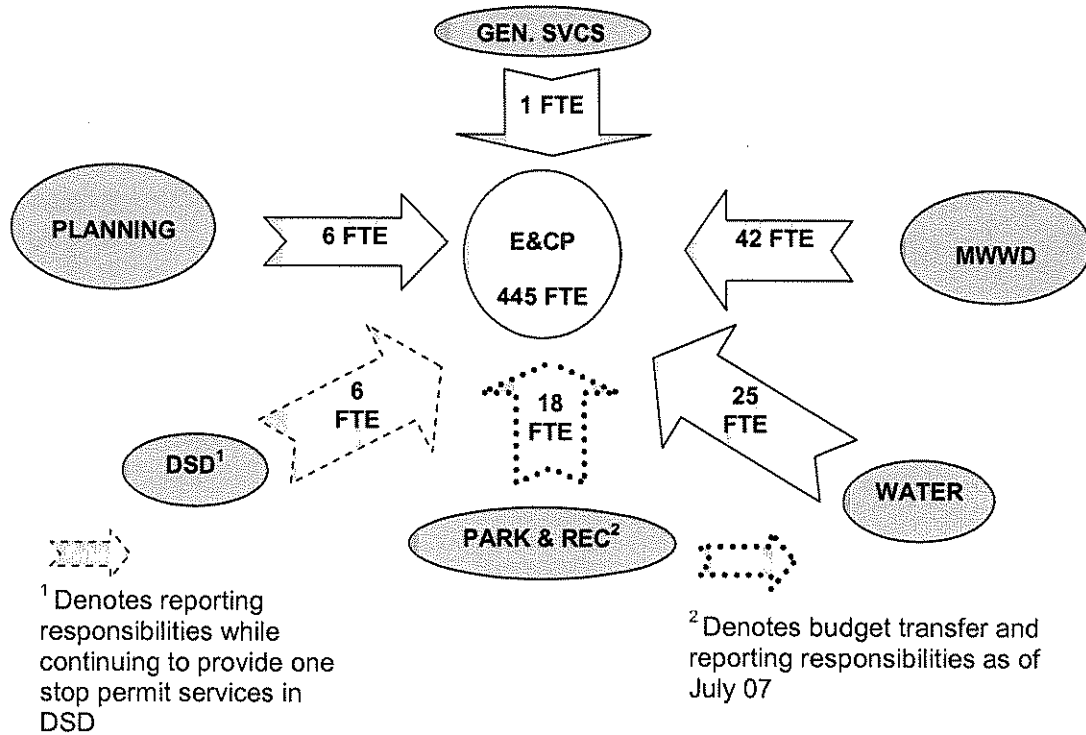 GEN. SVCS
1 FTE
PLANNING
6 FTE
E&CP
445 FTE
42 FTE
MWWD
6
FTE
18
FTE
25
FTE
DSD¹
PARK & REC²
WATER
¹ Denotes reporting
responsibilities while
continuing to provide one
stop permit services in
DSD
² Denotes budget transfer and
reporting responsibilities as of
July 07